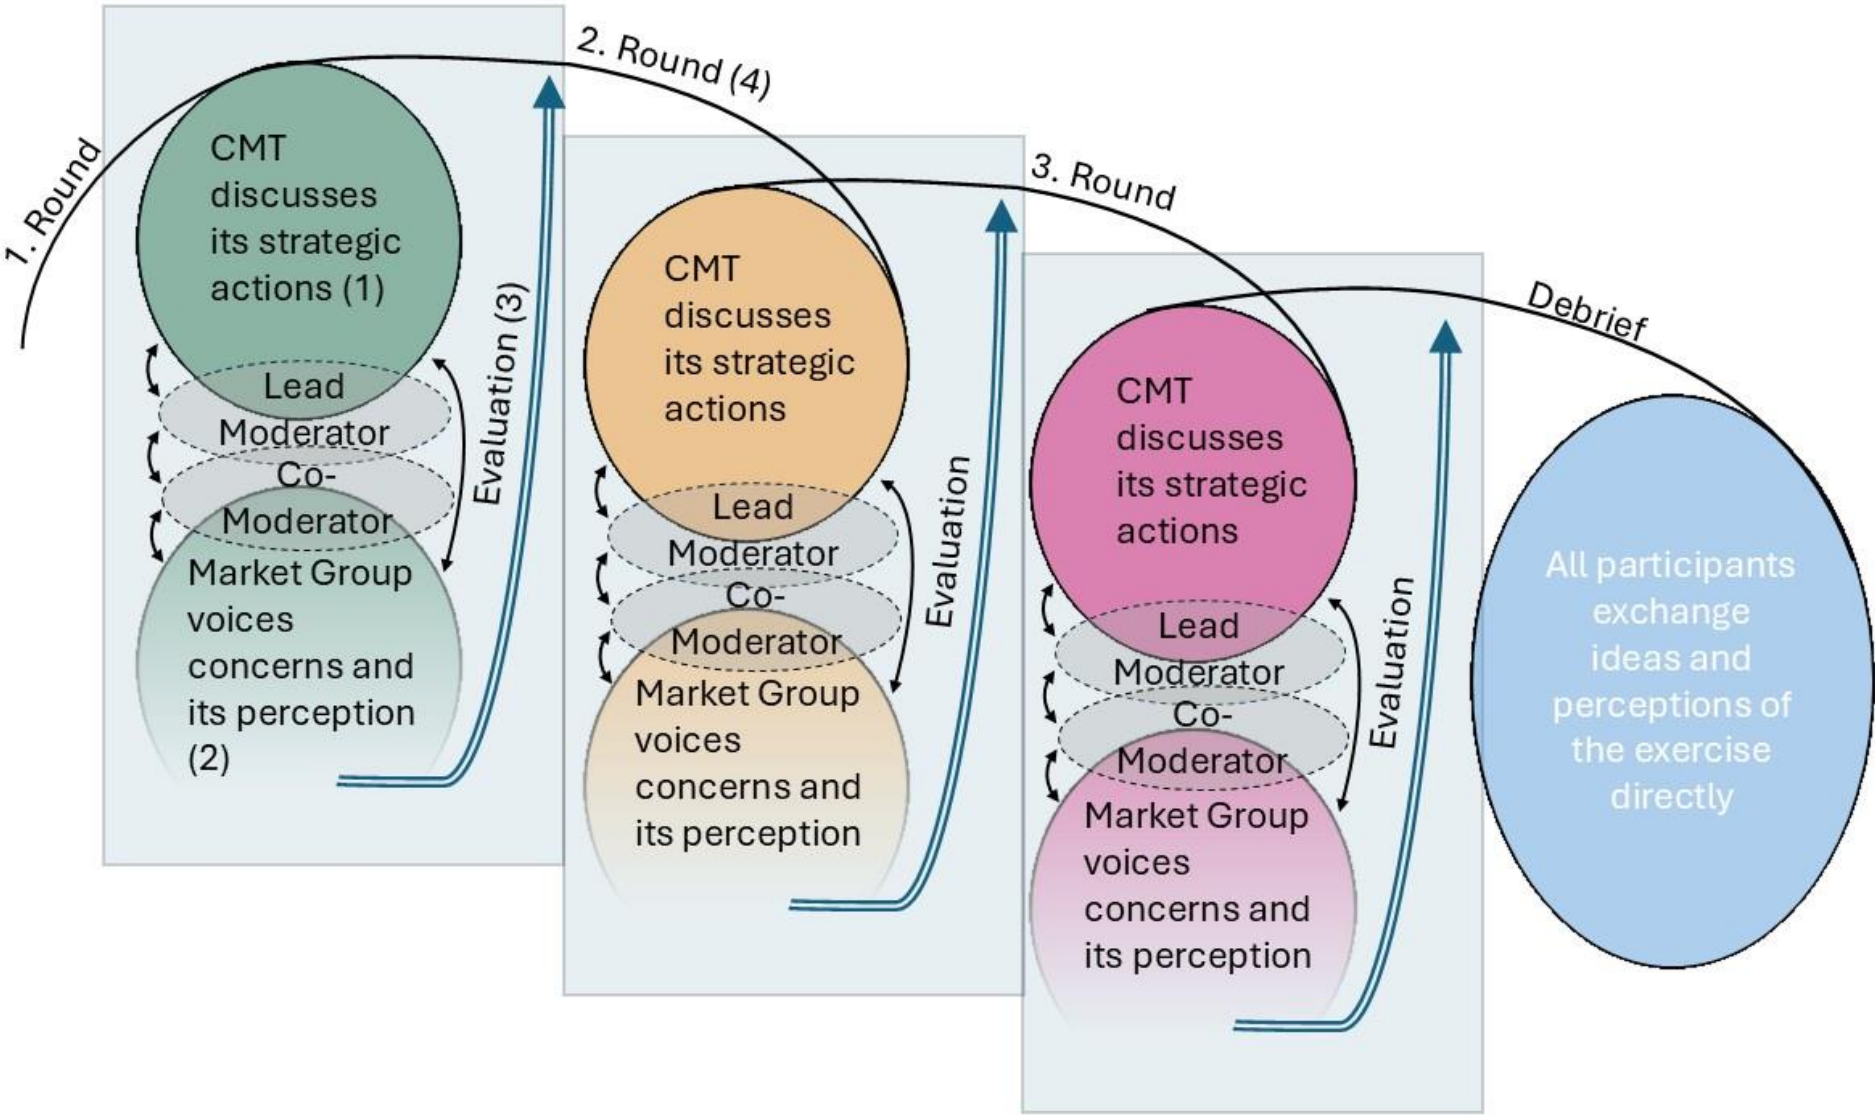 1. Round
CMT
discusses
its strategic
actions (1)
Lead
Moderator
Co-
Moderator
Market Group
voices
concerns and
its perception
(2)
Evaluation (3)
2. Round (4)
CMT
discusses
its strategic
actions
Lead
Moderator
Co-
Moderator
Market Group
voices
concerns and
its perception
Evaluation
3. Round
CMT
discusses
its strategic
actions
Lead
Moderator
Co-
Moderator
Market Group
voices
concerns and
its perception
Evaluation
Debrief
All participants
exchange
ideas and
perceptions of
the exercise
directly